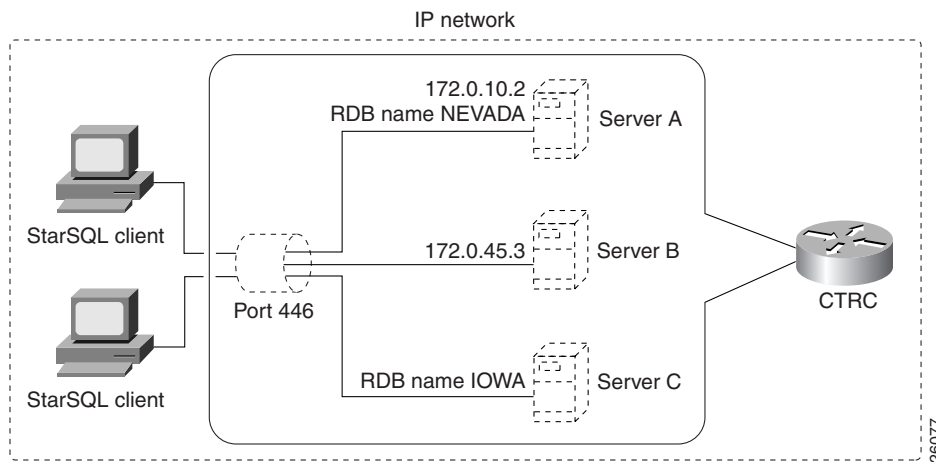 IP network
172.0.10.2
RDB name NEVADA
Server A
StarSQL client
172.0.45.3
Server B
Port 446
CTRC
RDB name IOWA
Server C
StarSQL client
26077